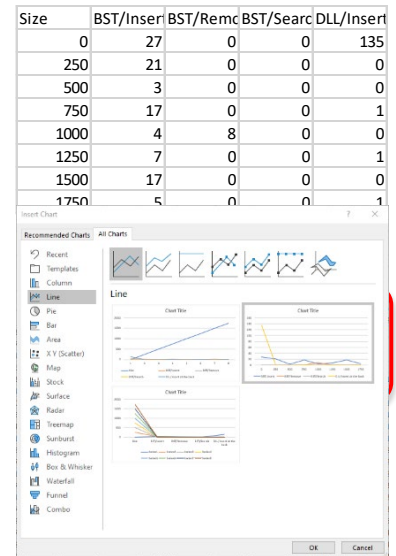 Size BST/Insert BST/Remo BST/Searc DLL/Insert
0 27 0 0 135
250 21 0 0 0
500 3 0 0 0
750 17 0 0 1
1000 4 8 0 0
1250 7 0 0 1
1500 17 0 0 0
1750 5 0 0 1
Insert Chart ? ×
Recommended Charts All Charts
Recent
Templates
Column
Line
Pie
Bar
Area
X Y (Scatter)
Map
Stock
Surface
Radar
Treemap
Sunburst
Histogram
Box & Whisker
Waterfall
Funnel
Combo
Line
Chart Title
Chart Title
Chart Title
OK Cancel